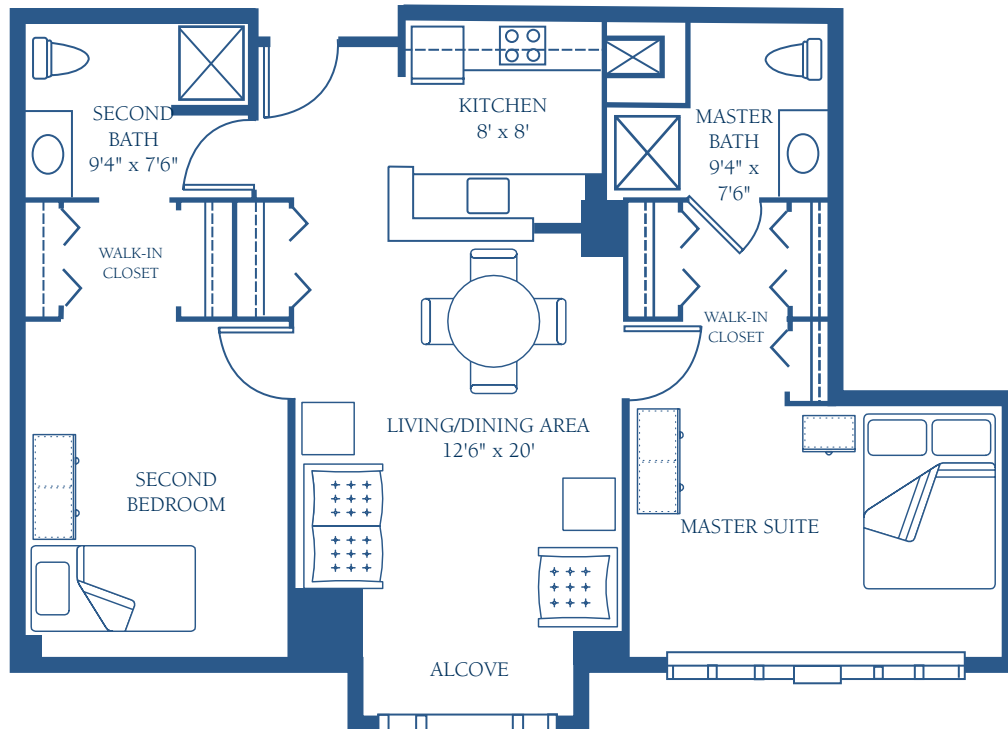 SECOND
BATH
9'4" x 7'6"
KITCHEN
8' x 8'
MASTER
BATH
9'4" x
7'6"
WALK-IN
CLOSET
WALK-IN
CLOSET
LIVING/DINING AREA
12'6" x 20'
SECOND
BEDROOM
MASTER SUITE
ALCOVE